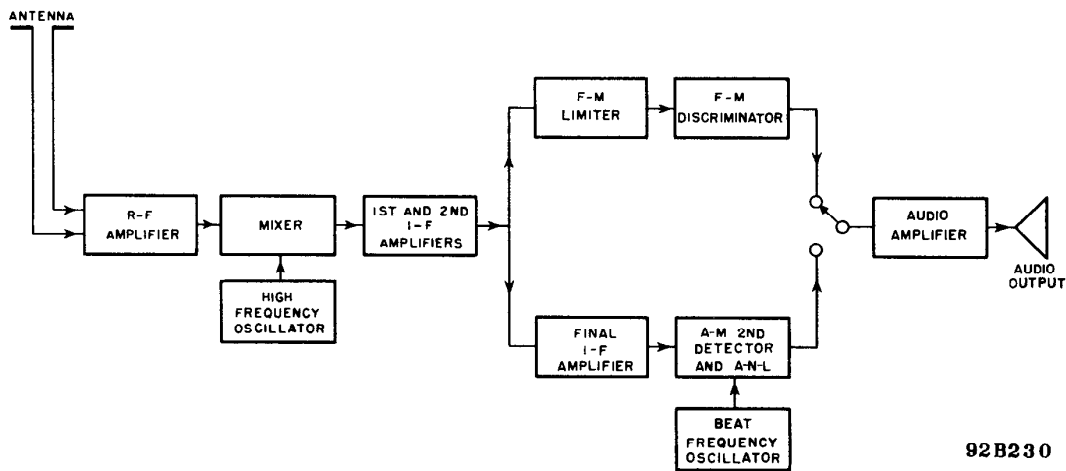 ANTENNA
R-F
AMPLIFIER
MIXER
HIGH
FREQUENCY
OSCILLATOR
1ST AND 2ND
I-F
AMPLIFIERS
F-M
LIMITER
F-M
DISCRIMINATOR
FINAL
I-F
AMPLIFIER
A-M 2ND
DETECTOR
AND A-N-L
BEAT
FREQUENCY
OSCILLATOR
AUDIO
AMPLIFIER
AUDIO
OUTPUT
92B230